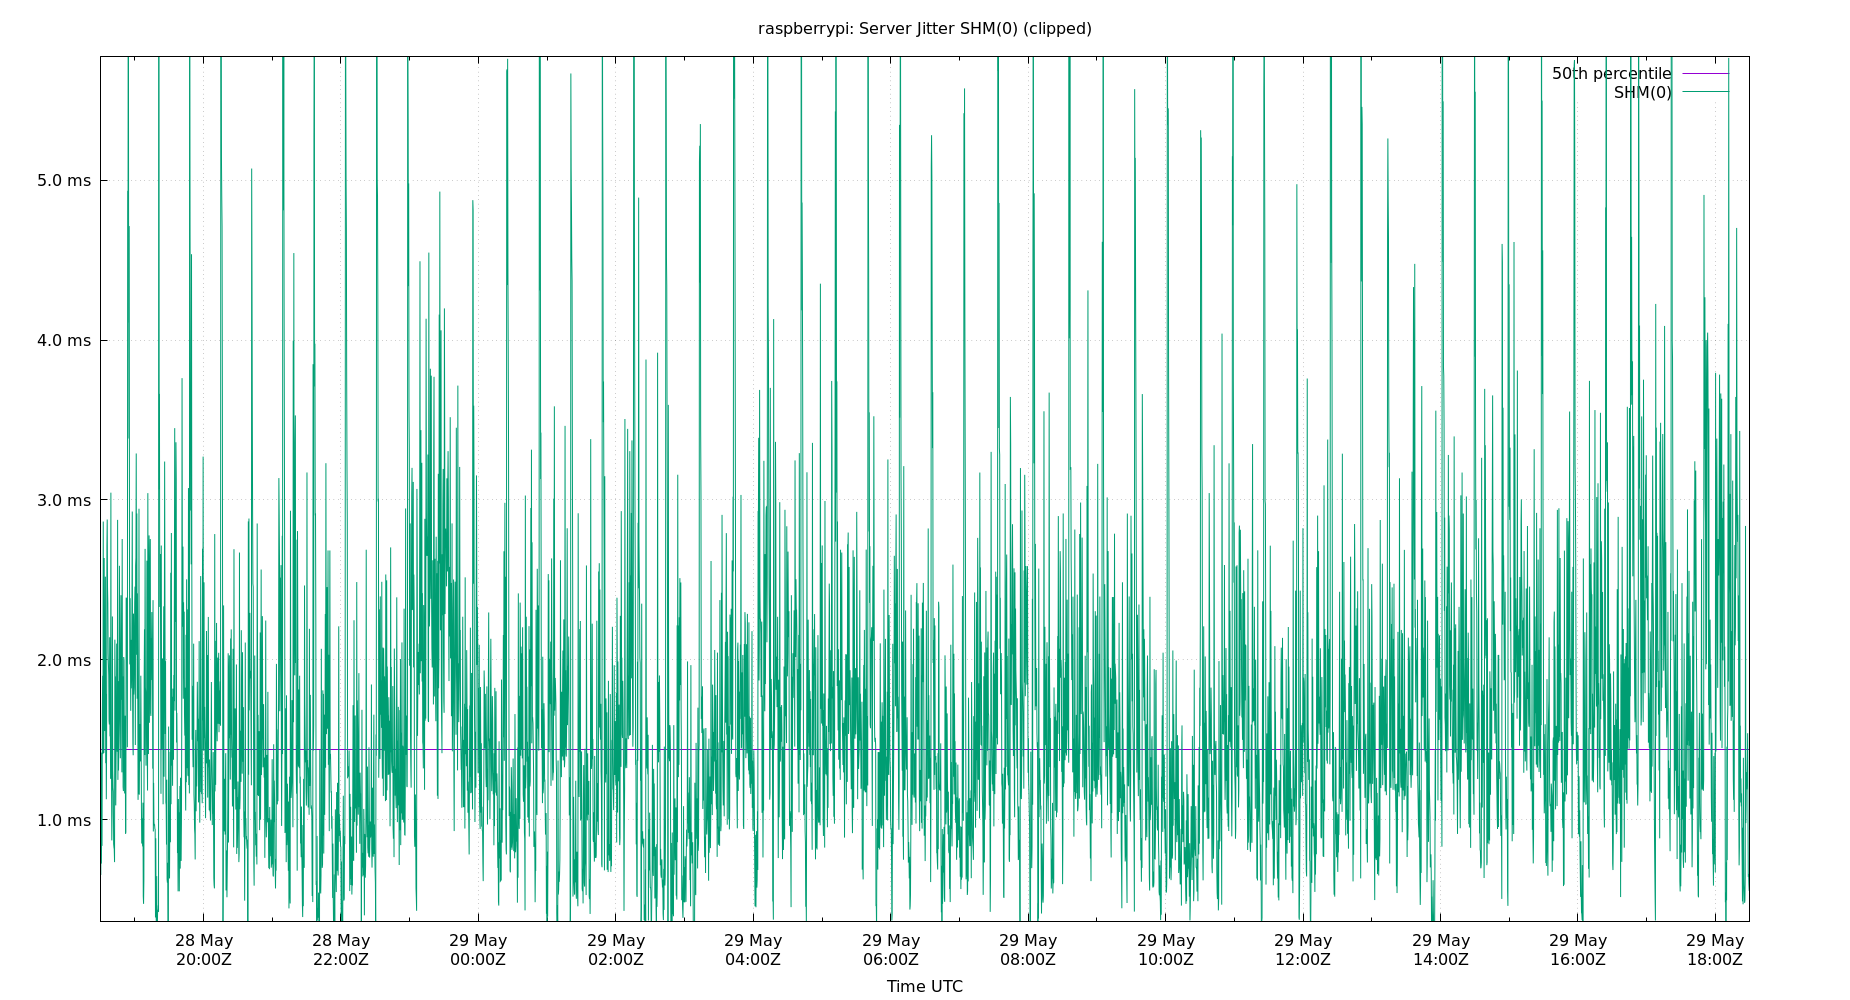 raspberrypi: Server Jitter SHM(0) (clipped)
50th percentile
SHM(0)
5.0 ms
4.0 ms
3.0 ms
2.0 ms
1.0 ms
28 May 28 May 29 May 29 May 29 May 29 May 29 May 29 May 29 May 29 May 29 May 29 May
20:00Z 22:00Z 00:00Z 02:00Z 04:00Z 06:00Z 08:00Z 10:00Z 12:00Z 14:00Z 16:00Z 18:00Z
Time UTC